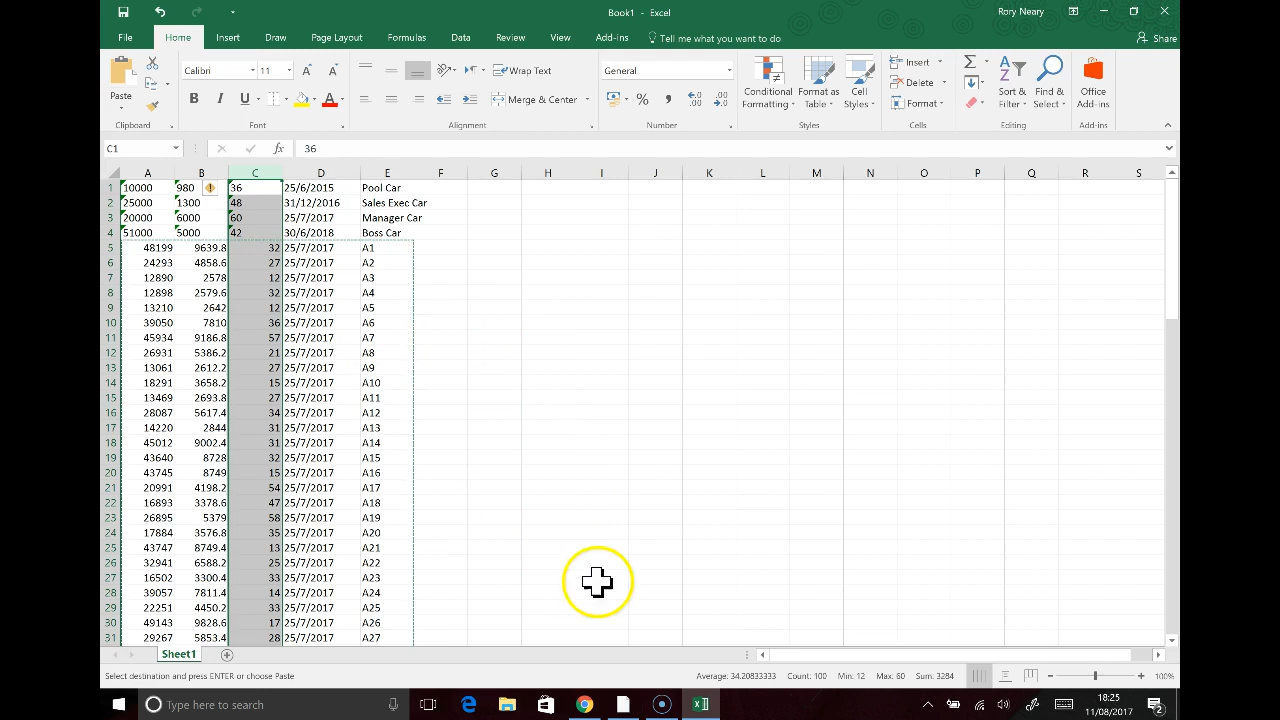 Book1 - Excel
Rory Neary
File Home Insert Draw Page Layout Formulas Data Review View Add-ins Tell me what you want to do Share
Paste
Calibri 11
B I U
Wrap Text
Merge & Center
General
%
Conditional Formatting
Format as Table
Cell Styles
Insert
Delete
Format
Sort & Filter
Find & Select
Office Add-ins
Clipboard Font Alignment Number Styles Cells Editing Add-ins
C1 fx 36
A B C D E F G H I J K L M N O P Q R S
1 10000 980 36 25/6/2015 Pool Car
2 25000 1300 48 31/12/2016 Sales Exec Car
3 20000 6000 60 25/7/2017 Manager Car
4 51000 5000 42 30/6/2018 Boss Car
5 48199 9639.8 32 25/7/2017 A1
6 24293 4858.6 27 25/7/2017 A2
7 12890 2578 12 25/7/2017 A3
8 12898 2579.6 32 25/7/2017 A4
9 13210 2642 12 25/7/2017 A5
10 39050 7810 36 25/7/2017 A6
11 45934 9186.8 57 25/7/2017 A7
12 26931 5386.2 21 25/7/2017 A8
13 13061 2612.2 27 25/7/2017 A9
14 18291 3658.2 15 25/7/2017 A10
15 13469 2693.8 27 25/7/2017 A11
16 28087 5617.4 34 25/7/2017 A12
17 14220 2844 31 25/7/2017 A13
18 45012 9002.4 31 25/7/2017 A14
19 43640 8728 32 25/7/2017 A15
20 43745 8749 15 25/7/2017 A16
21 20991 4198.2 54 25/7/2017 A17
22 16893 3378.6 47 25/7/2017 A18
23 26895 5379 58 25/7/2017 A19
24 17884 3576.8 35 25/7/2017 A20
25 43747 8749.4 13 25/7/2017 A21
26 32941 6588.2 25 25/7/2017 A22
27 16502 3300.4 33 25/7/2017 A23
28 39057 7811.4 14 25/7/2017 A24
29 22251 4450.2 33 25/7/2017 A25
30 49143 9828.6 17 25/7/2017 A26
31 29267 5853.4 28 25/7/2017 A27
Sheet1
Select destination and press ENTER or choose Paste Count: 100 Min: 12 Max: 60 Sum: 3284 100%
Type here to search
18:25
11/08/2017
2